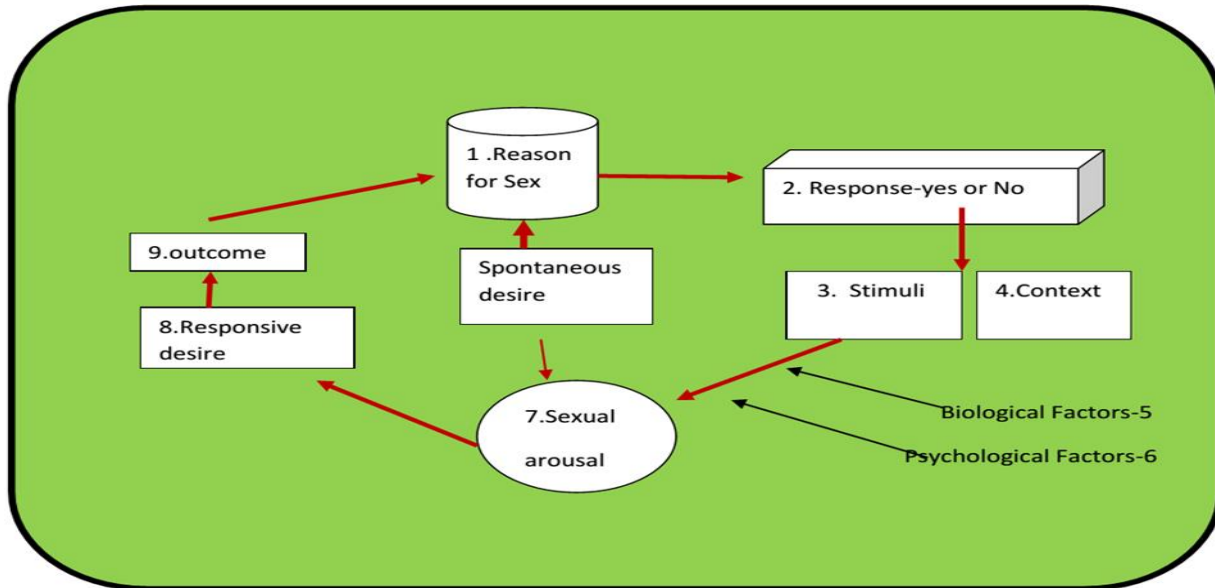 1 .Reason
for Sex
2. Response-yes or No
9.outcome
Spontaneous
desire
3. Stimuli
4.Context
8.Responsive
desire
7.Sexual
arousal
Biological Factors-5
Psychological Factors-6